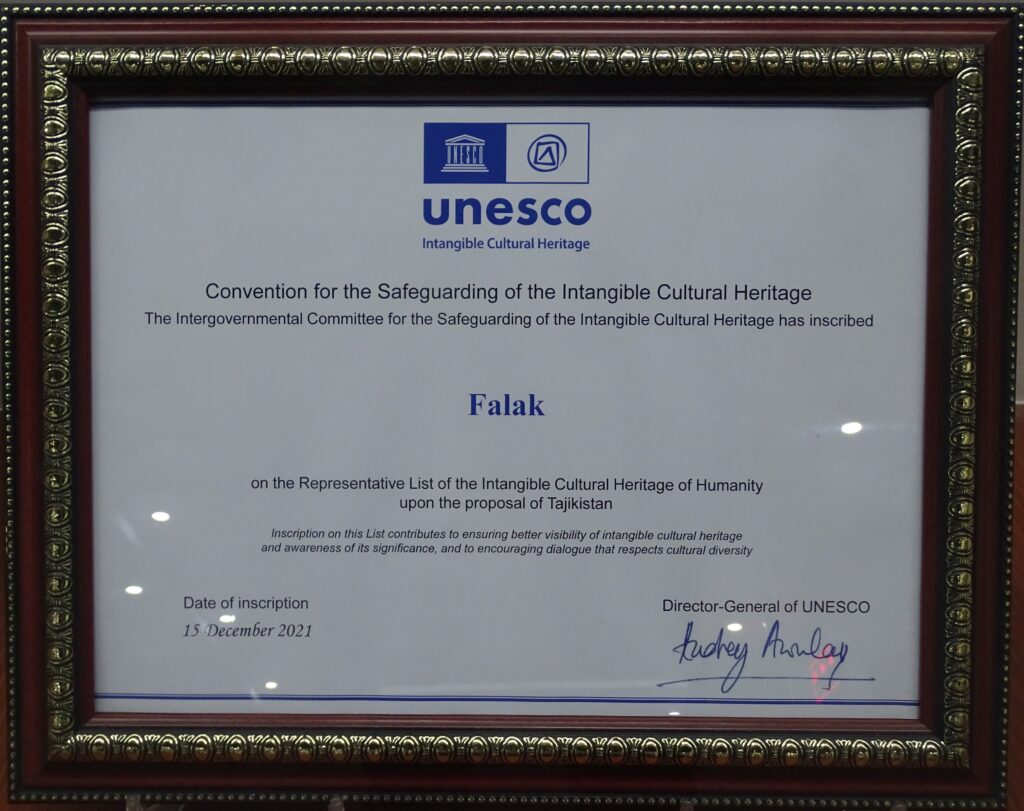 UNESCO
unesco
Intangible Cultural Heritage
Convention for the Safeguarding of the Intangible Cultural Heritage
The Intergovernmental Committee for the Safeguarding of the Intangible Cultural Heritage has inscribed
Falak
on the Representative List of the Intangible Cultural Heritage of Humanity
upon the proposal of Tajikistan
Inscription on this List contributes to ensuring better visibility of intangible cultural heritage
and awareness of its significance, and to encouraging dialogue that respects cultural diversity
Date of inscription
15 December 2021
Director-General of UNESCO
Audrey Azoulay